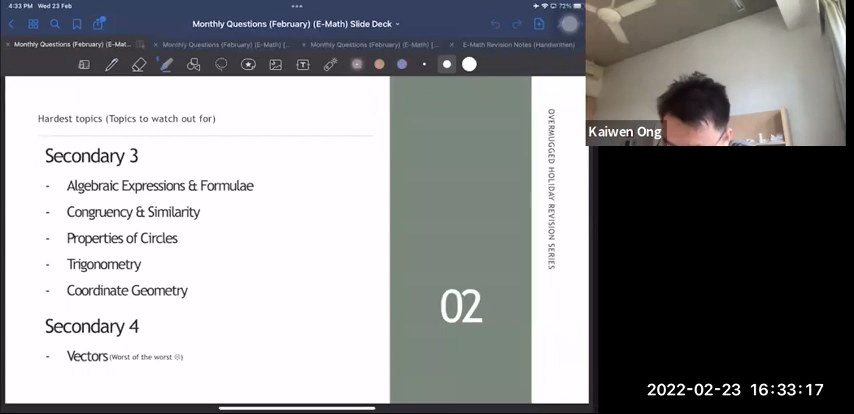 4:33 PM Wed 23 Feb
72%
Monthly Questions (February) (E-Math) Slide Deck
Monthly Questions (February) (E-Mat...
Monthly Questions (February) (E-Math) [...
Monthly Questions (February) (E-Math) [...
E-Math Revision Notes (Handwritten)
Hardest topics (Topics to watch out for)
Secondary 3
- Algebraic Expressions & Formulae
- Congruency & Similarity
- Properties of Circles
- Trigonometry
- Coordinate Geometry
Secondary 4
- Vectors (Worst of the worst ☹)
02
OVERMUGGED HOLIDAY REVISION SERIES
Kaiwen Ong
2022-02-23 16:33:17